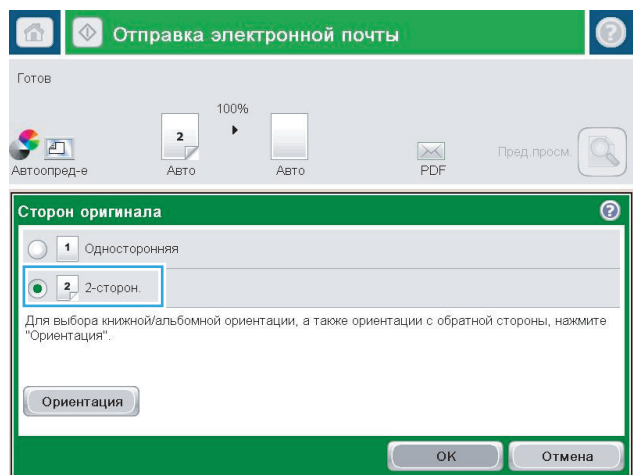 Отправка электронной почты
?
Готов
100%
2
Автоопред-е
Авто
Авто
PDF
Пред.просм.
Сторон оригинала
?
1 Односторонняя
2 2-сторон.
Для выбора книжной/альбомной ориентации, а также ориентации с обратной стороны, нажмите
"Ориентация".
Ориентация
OK
Отмена